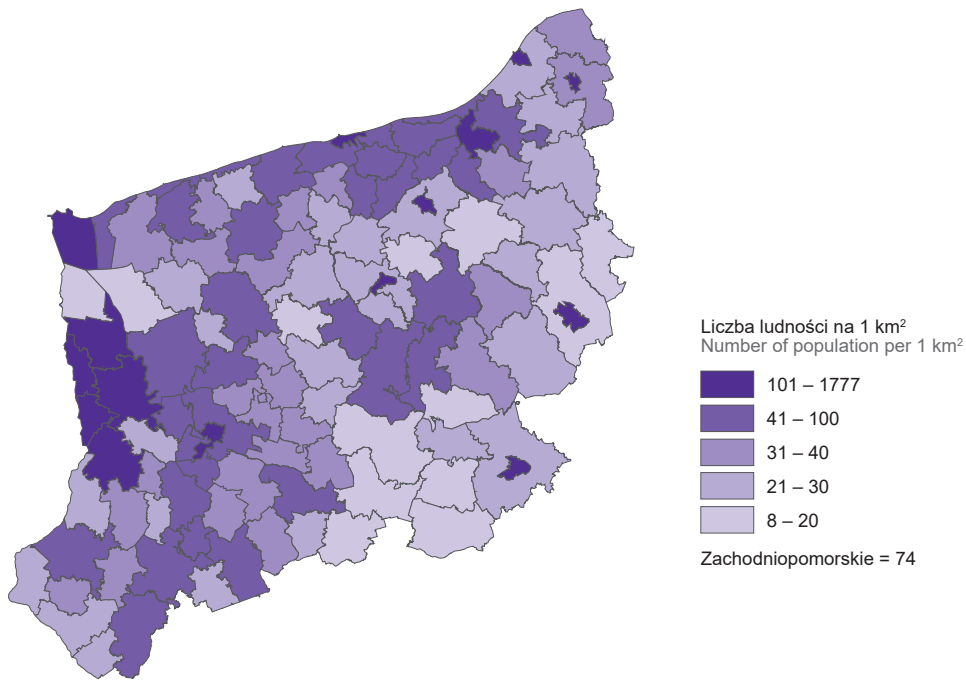 Liczba ludności na 1 km²
Number of population per 1 km²
101 – 1777
41 – 100
31 – 40
21 – 30
8 – 20
Zachodniopomorskie = 74